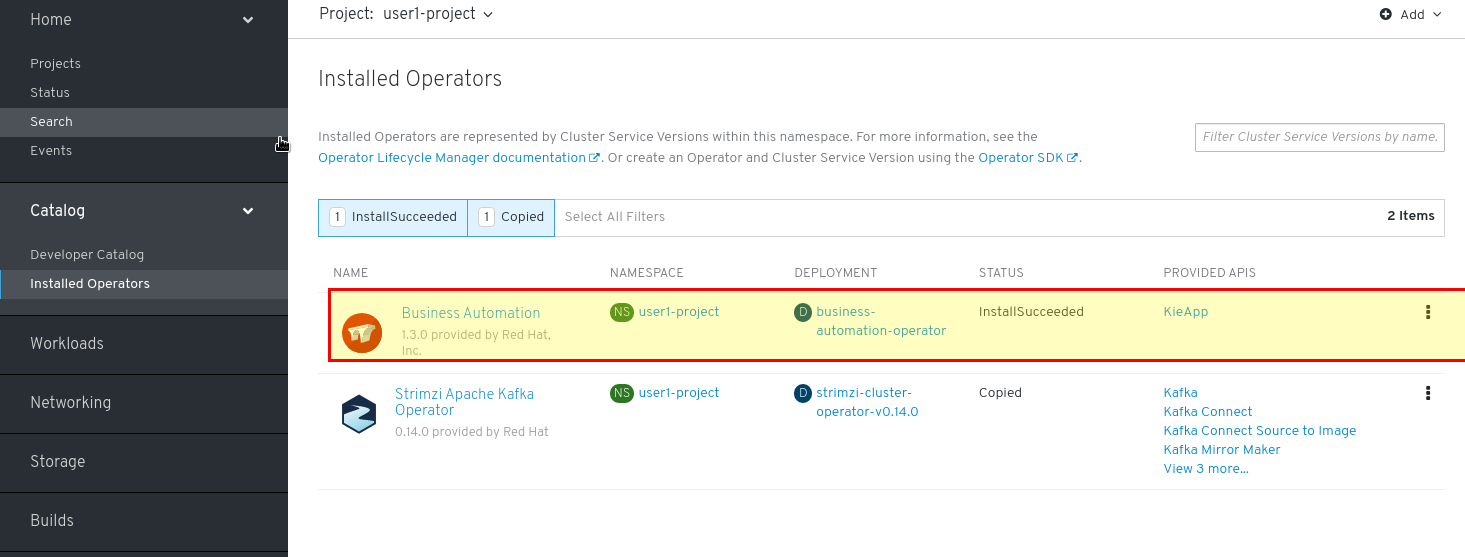 Home
Projects
Status
Search
Events
Catalog
Developer Catalog
Installed Operators
Workloads
Networking
Storage
Builds
Project: user1-project
Add
Installed Operators
Installed Operators are represented by Cluster Service Versions within this namespace. For more information, see the
Operator Lifecycle Manager documentation. Or create an Operator and Cluster Service Version using the Operator SDK.
Filter Cluster Service Versions by name.
1 InstallSucceeded 1 Copied Select All Filters 2 Items
NAME NAMESPACE DEPLOYMENT STATUS PROVIDED APIS
Business Automation
1.3.0 provided by Red Hat,
Inc.
NS user1-project
D business-
automation-operator
InstallSucceeded
KieApp
Strimzi Apache Kafka
Operator
0.14.0 provided by Red Hat
NS user1-project
D strimzi-cluster-
operator-v0.14.0
Copied
Kafka
Kafka Connect
Kafka Connect Source to Image
Kafka Mirror Maker
View 3 more...